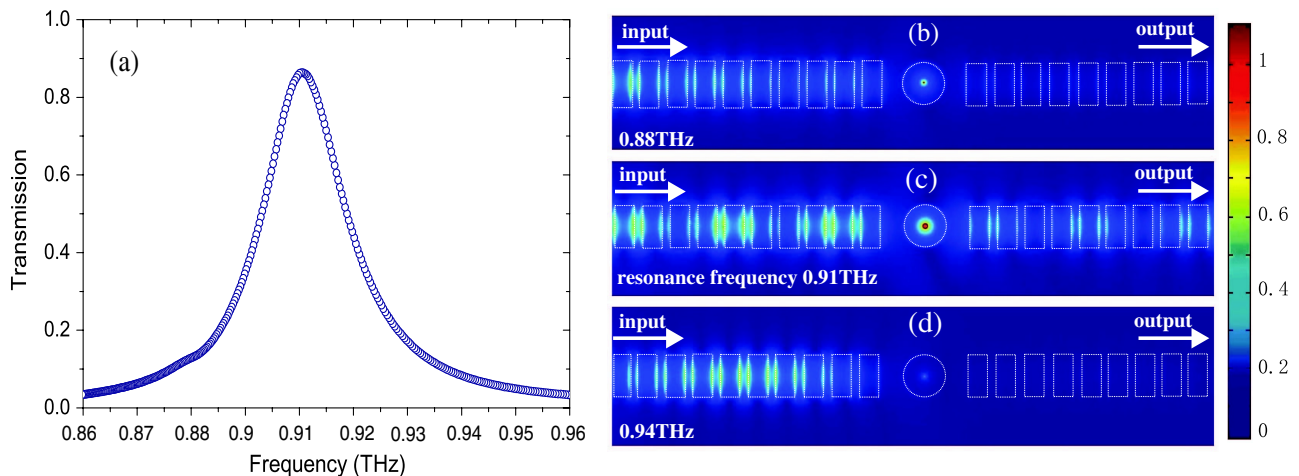 1.0
0.8
0.6
0.4
0.2
0.0
Transmission
(a)
0.86 0.87 0.88 0.89 0.9 0.91 0.92 0.93 0.94 0.95 0.96
Frequency (THz)
input (b) output
0.88THz
input (c) output
resonance frequency 0.91THz
input (d) output
0.94THz
1
0.8
0.6
0.4
0.2
0